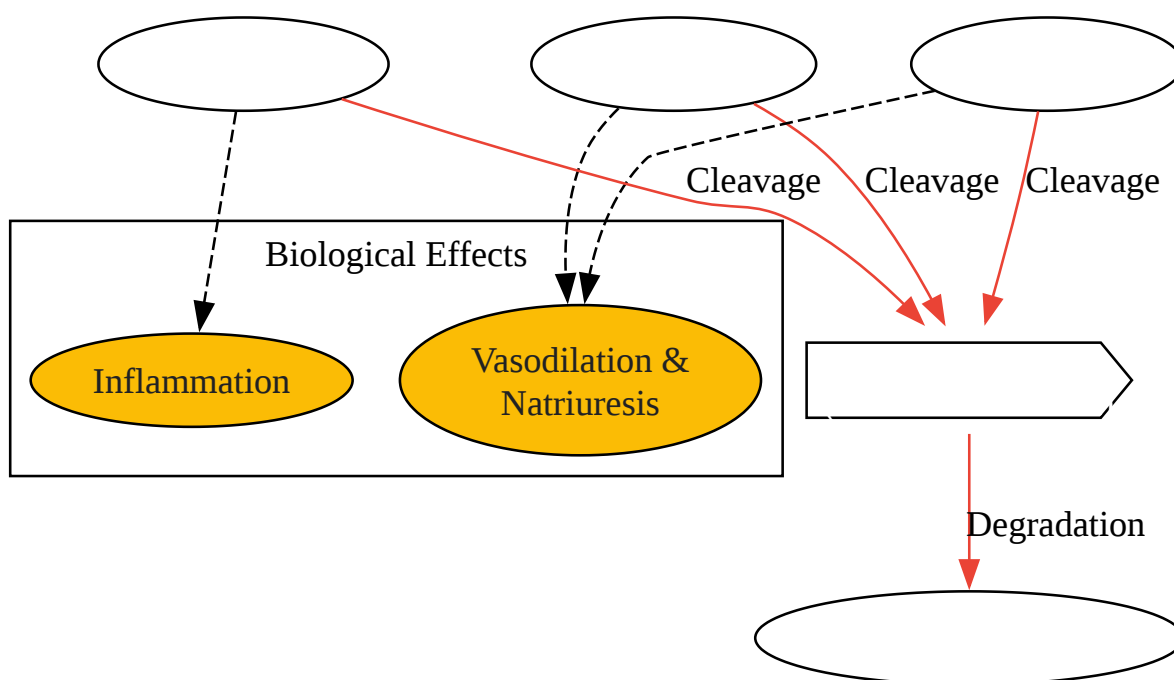 Cleavage
Cleavage
Cleavage
Biological Effects
Inflammation
Vasodilation &
Natriuresis
Degradation